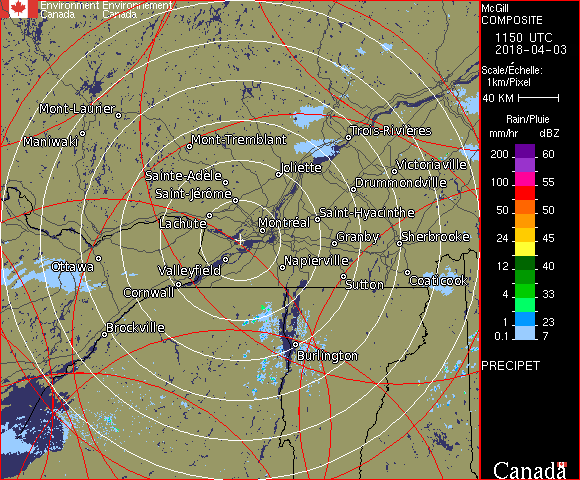 Environment Environnement
Canada Canada
McGill
COMPOSITE
1150 UTC
2018-04-03
Scale/Échelle:
1km/Pixel
40 KM
Rain/Pluie
mm/hr dBZ
200 60
100 55
50 50
24 45
12 40
4 33
1 23
0.1 7
PRECIPET
Canada
Mont-Laurier
Maniwaki
Mont-Tremblant
Trois-Rivières
Joliette
Victoriaville
Sainte-Adèle
Drummondville
Saint-Jérôme
Saint-Hyacinthe
Lachute
Montréal
Granby
Sherbrooke
Ottawa
Valleyfield
Napierville
Cornwall
Sutton
Coaticook
Brockville
Burlington